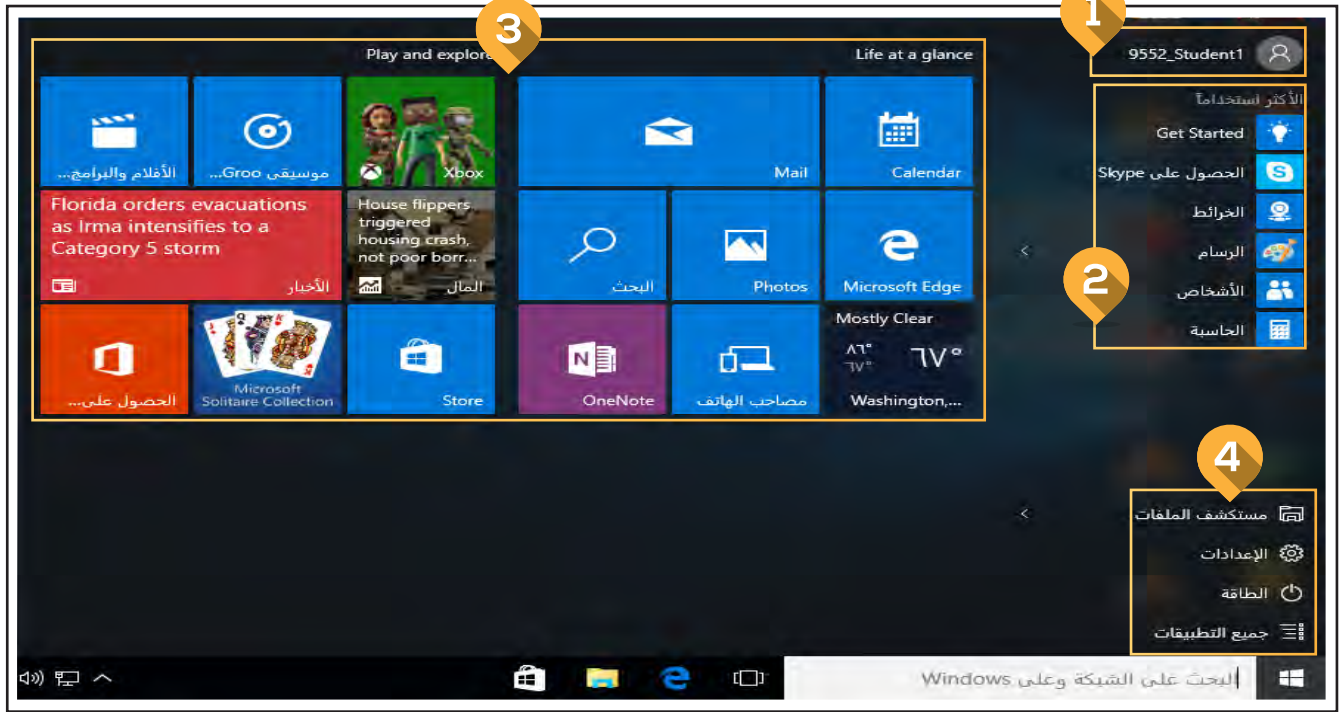 1
9552_Student1
الأكثر استخداماً
Get Started
الحصول على Skype
الخرائط
الرسام
2
الأشخاص
الحاسبة
3
Life at a glance
Calendar
Mail
Microsoft Edge
Photos
البحث
Mostly Clear
٨٦°
٦٧°
٦٧°
Washington,...
مصاحب الهاتف
OneNote
Play and explore
Xbox
موسيقى Groo...
الأفلام والبرامج...
House flippers
triggered
housing crash,
not poor borr...
المال
Florida orders evacuations
as Irma intensifies to a
Category 5 storm
الأخبار
Store
Microsoft
Solitaire Collection
الحصول على...
4
مستكشف الملفات
الإعدادات
الطاقة
جميع التطبيقات
البحث على الشبكة وعلى Windows